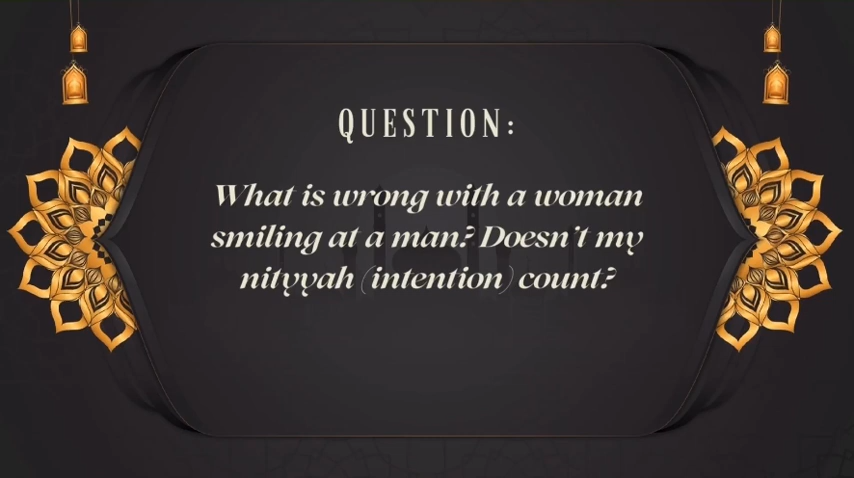 QUESTION:
What is wrong with a woman
smiling at a man? Doesn't my
nityyah (intention) count?